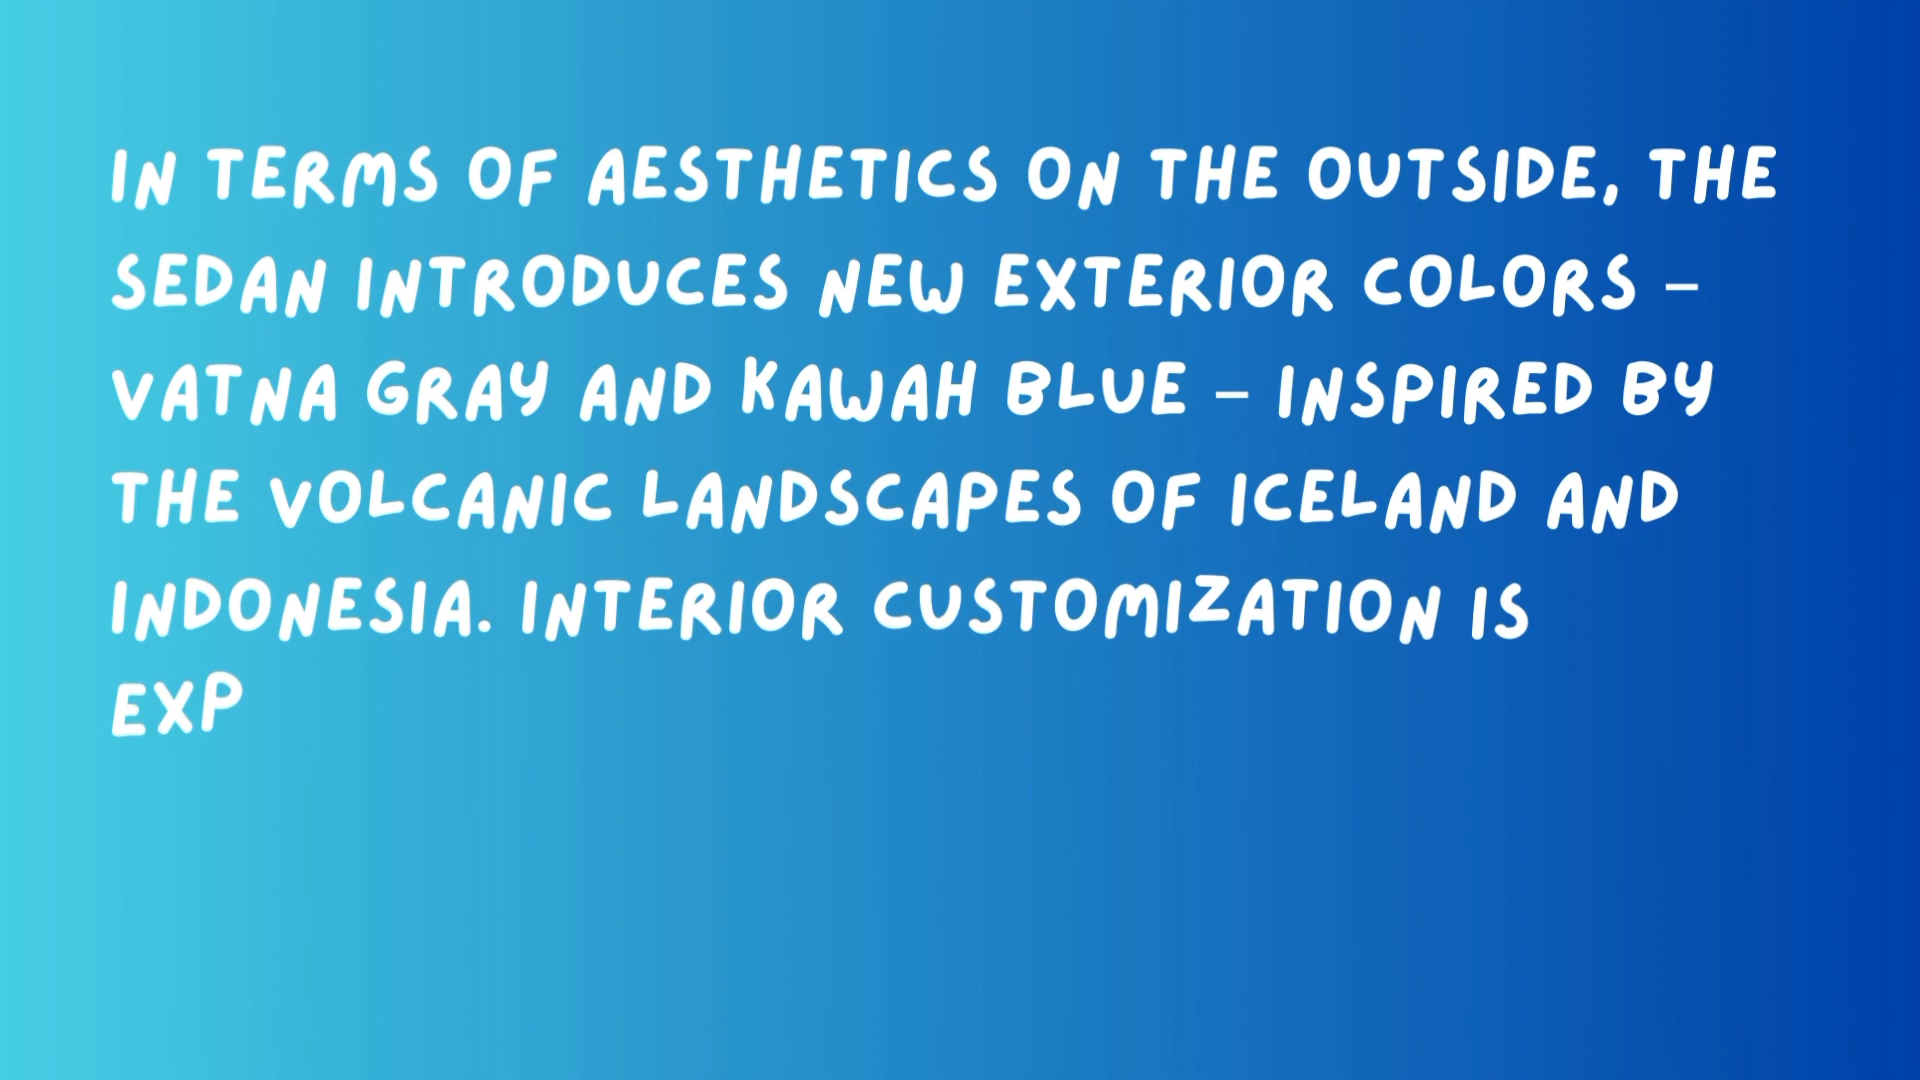 IN TERMS OF AESTHETICS ON THE OUTSIDE, THE
SEDAN INTRODUCES NEW EXTERIOR COLORS –
VATNA GRAY AND KAWAH BLUE – INSPIRED BY
THE VOLCANIC LANDSCAPES OF ICELAND AND
INDONESIA. INTERIOR CUSTOMIZATION IS
EXP